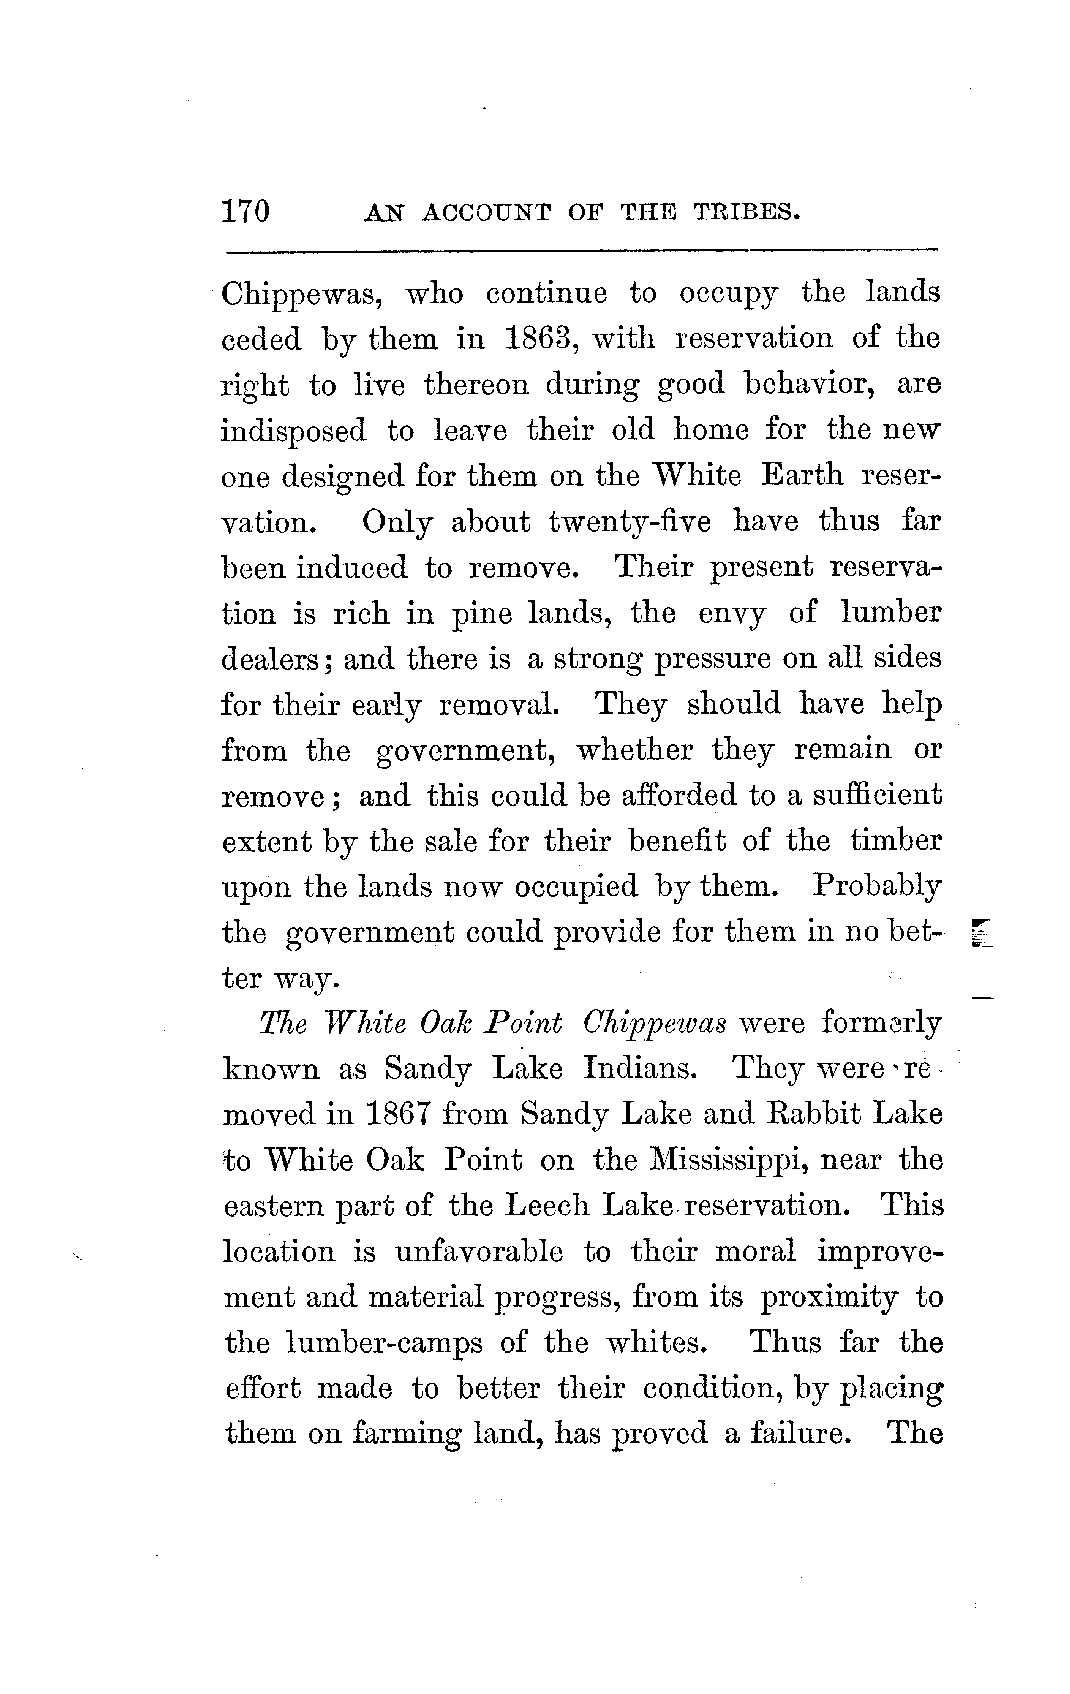 170 AN ACCOUNT OF THE TRIBES.
Chippewas, who continue to occupy the lands
ceded by them in 1863, with reservation of the
right to live thereon during good behavior, are
indisposed to leave their old home for the new
one designed for them on the White Earth reser-
vation. Only about twenty-five have thus far
been induced to remove. Their present reserva-
tion is rich in pine lands, the envy of lumber
dealers; and there is a strong pressure on all sides
for their early removal. They should have help
from the government, whether they remain or
remove; and this could be afforded to a sufficient
extent by the sale for their benefit of the timber
upon the lands now occupied by them. Probably
the government could provide for them in no bet-
ter way.
The White Oak Point Chippewas were formerly
known as Sandy Lake Indians. They were re-
moved in 1867 from Sandy Lake and Rabbit Lake
to White Oak Point on the Mississippi, near the
eastern part of the Leech Lake reservation. This
location is unfavorable to their moral improve-
ment and material progress, from its proximity to
the lumber-camps of the whites. Thus far the
effort made to better their condition, by placing
them on farming land, has proved a failure. The